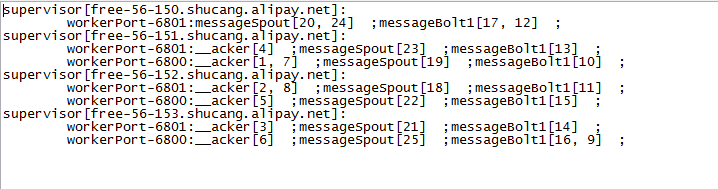 supervisor[free-56-150.shucang.alipay.net]:
workerPort-6801:messageSpout[20, 24]  ;messageBolt1[17, 12]  ;
supervisor[free-56-151.shucang.alipay.net]:
workerPort-6801:__acker[4]  ;messageSpout[23]  ;messageBolt1[13]  ;
workerPort-6800:__acker[1, 7]  ;messageSpout[19]  ;messageBolt1[10]  ;
supervisor[free-56-152.shucang.alipay.net]:
workerPort-6801:__acker[2, 8]  ;messageSpout[18]  ;messageBolt1[11]  ;
workerPort-6800:__acker[5]  ;messageSpout[22]  ;messageBolt1[15]  ;
supervisor[free-56-153.shucang.alipay.net]:
workerPort-6801:__acker[3]  ;messageSpout[21]  ;messageBolt1[14]  ;
workerPort-6800:__acker[6]  ;messageSpout[25]  ;messageBolt1[16, 9]  ;